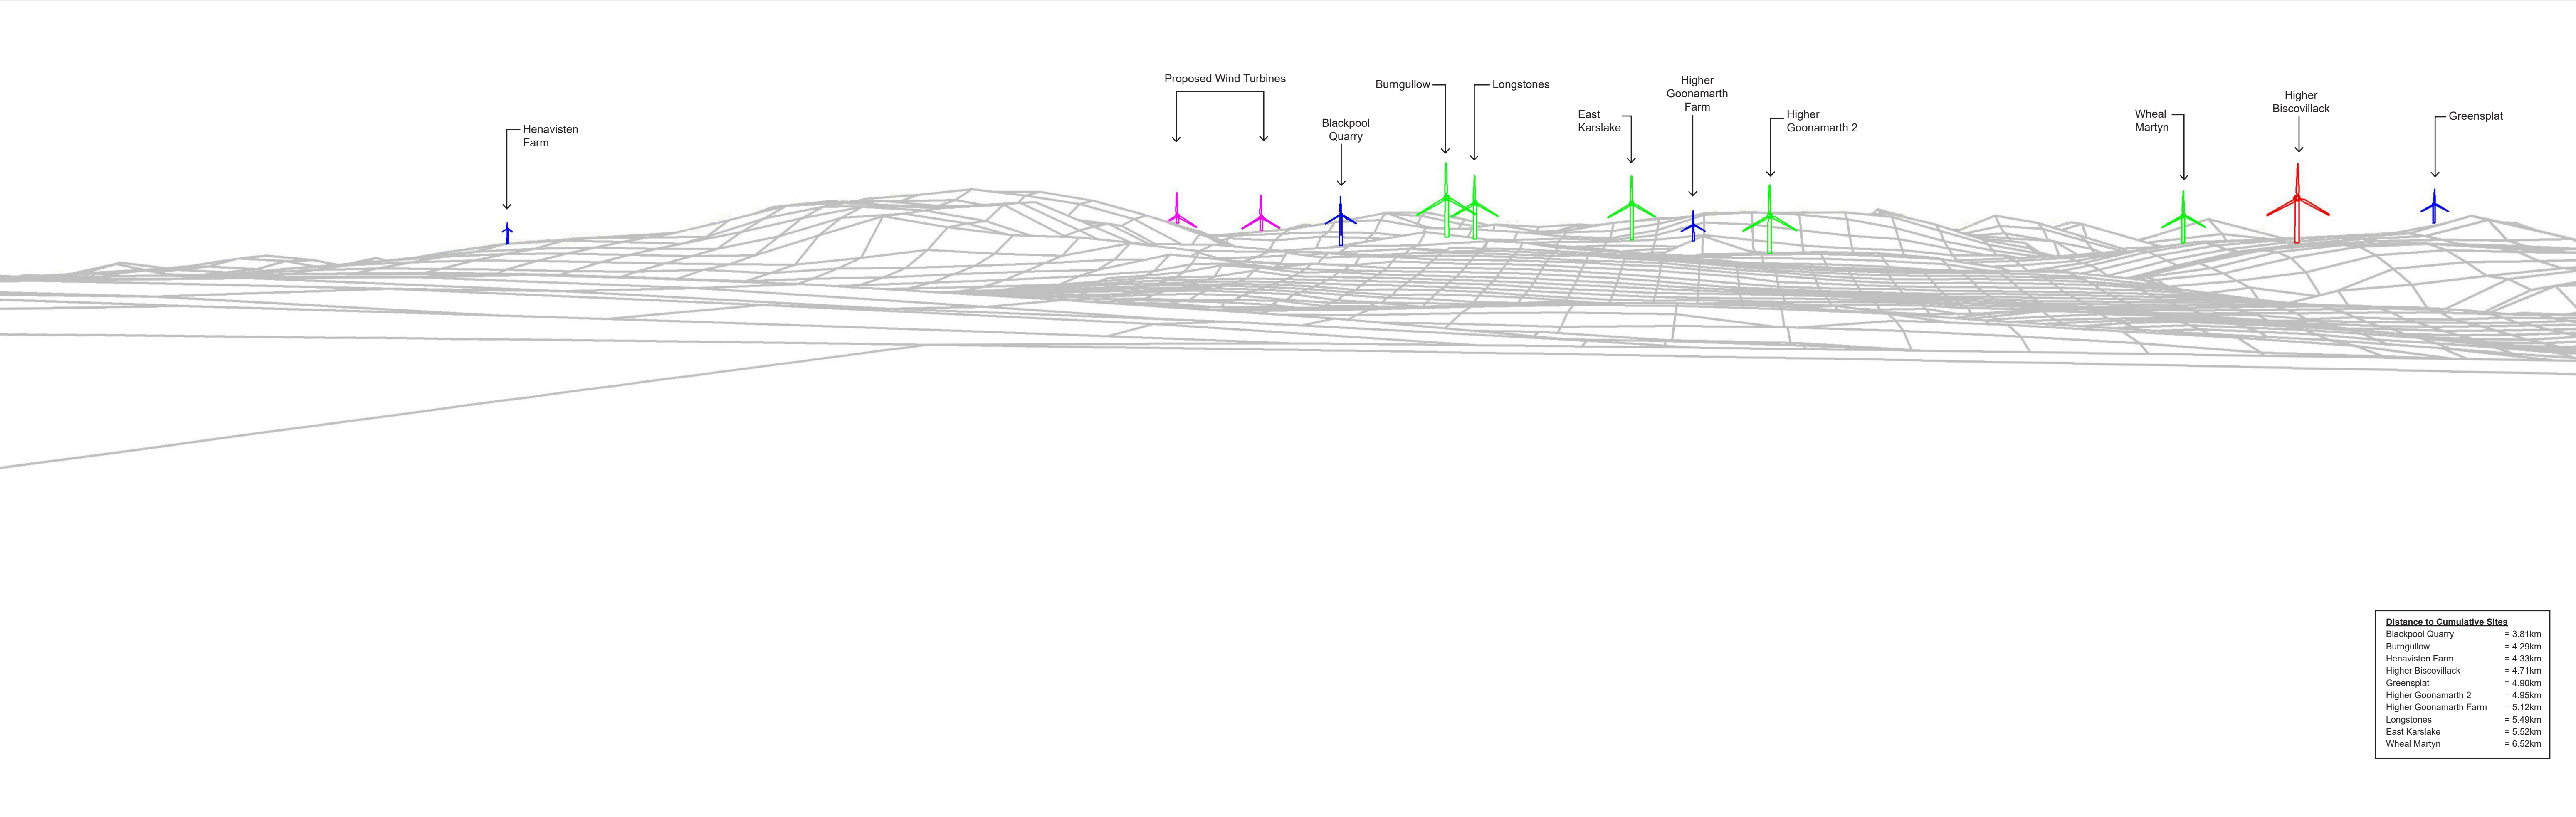 Proposed Wind Turbines
Henavisten
Farm
Blackpool
Quarry
Burngullow
Longstones
East
Karslake
Higher
Goonamarth
Farm
Higher
Goonamarth 2
Wheal
Martyn
Higher
Biscovillack
Greensplat
Distance to Cumulative Sites
Blackpool Quarry = 3.81km
Burngullow = 4.29km
Henavisten Farm = 4.33km
Higher Biscovillack = 4.71km
Greensplat = 4.90km
Higher Goonamarth 2 = 4.95km
Higher Goonamarth Farm = 5.12km
Longstones = 5.49km
East Karslake = 5.52km
Wheal Martyn = 6.52km